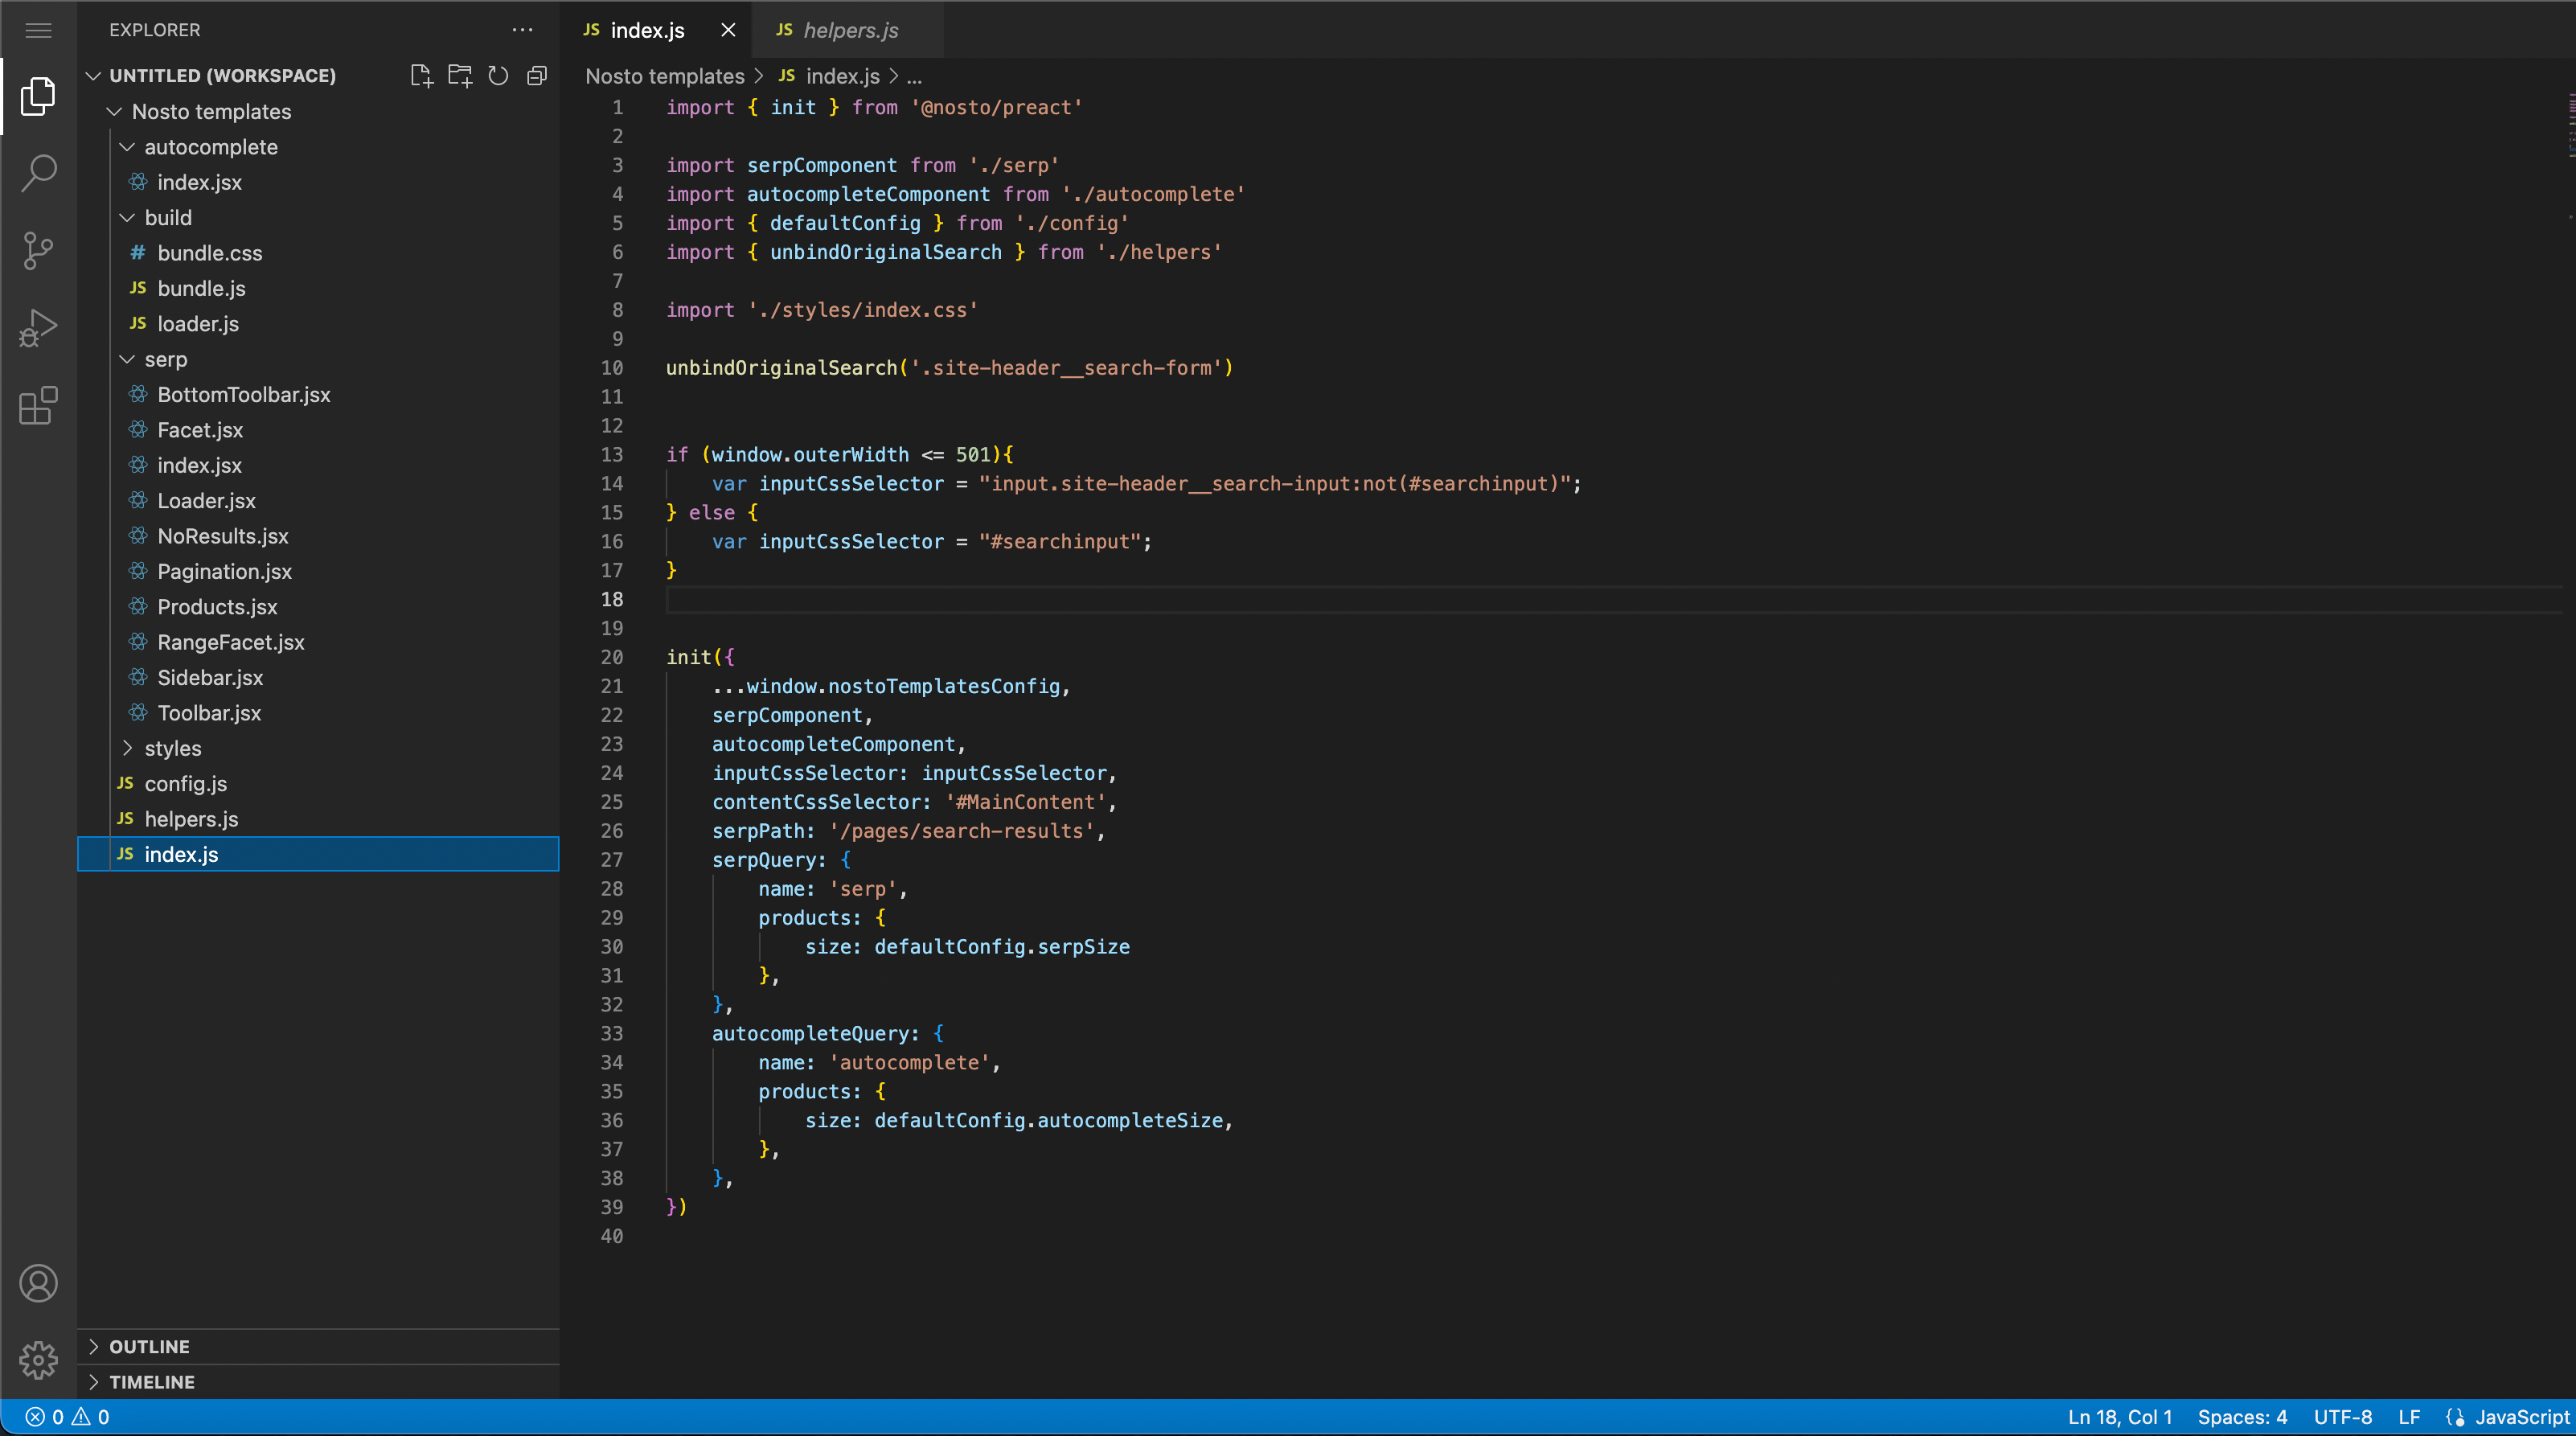 EXPLORER
UNTITLED (WORKSPACE)
Nosto templates
autocomplete
index.jsx
build
# bundle.css
JS bundle.js
JS loader.js
serp
BottomToolbar.jsx
Facet.jsx
index.jsx
Loader.jsx
NoResults.jsx
Pagination.jsx
Products.jsx
RangeFacet.jsx
Sidebar.jsx
Toolbar.jsx
styles
JS config.js
JS helpers.js
JS index.js
OUTLINE
TIMELINE
JS index.js
JS helpers.js
Nosto templates > JS index.js > ...
1 import { init } from '@nosto/preact'
2
3 import serpComponent from './serp'
4 import autocompleteComponent from './autocomplete'
5 import { defaultConfig } from './config'
6 import { unbindOriginalSearch } from './helpers'
7
8 import './styles/index.css'
9
10 unbindOriginalSearch('.site-header__search-form')
11
12
13 if (window.outerWidth <= 501){
14     var inputCssSelector = "input.site-header__search-input:not(#searchinput)";
15 } else {
16     var inputCssSelector = "#searchinput";
17 }
18
19
20 init({
21     ...window.nostoTemplatesConfig,
22     serpComponent,
23     autocompleteComponent,
24     inputCssSelector: inputCssSelector,
25     contentCssSelector: '#MainContent',
26     serpPath: '/pages/search-results',
27     serpQuery: {
28         name: 'serp',
29         products: {
30             size: defaultConfig.serpSize
31         },
32     },
33     autocompleteQuery: {
34         name: 'autocomplete',
35         products: {
36             size: defaultConfig.autocompleteSize,
37         },
38     },
39 })
40
0 0
Ln 18, Col 1 Spaces: 4 UTF-8 LF JavaScript